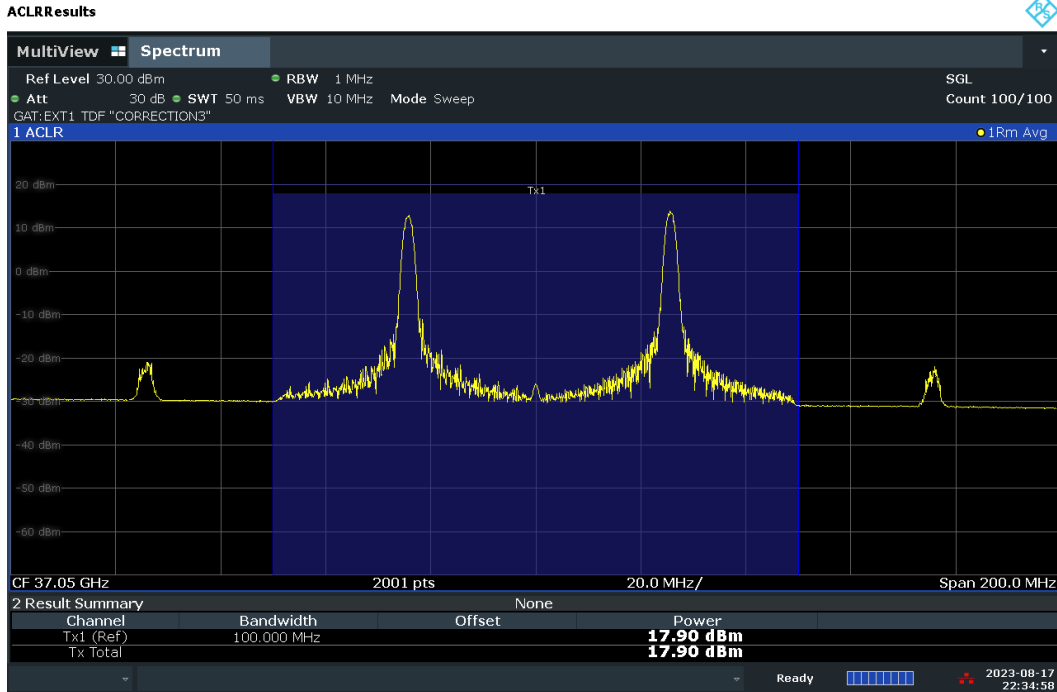 ACLRResults
R&S
MultiView Spectrum
Ref Level 30.00 dBm RBW 1 MHz SGL
Att 30 dB SWT 50 ms VBW 10 MHz Mode Sweep Count 100/100
GAT:EXT1 TDF "CORRECTION3"
1 ACLR 1Rm Avg
20 dBm
Tx1
10 dBm
0 dBm
-10 dBm
-20 dBm
-30 dBm
-40 dBm
-50 dBm
-60 dBm
CF 37.05 GHz 2001 pts 20.0 MHz/ Span 200.0 MHz
2 Result Summary None
Channel Bandwidth Offset Power
Tx1 (Ref) 100.000 MHz 17.90 dBm
Tx Total 17.90 dBm
Ready 2023-08-17
22:34:58